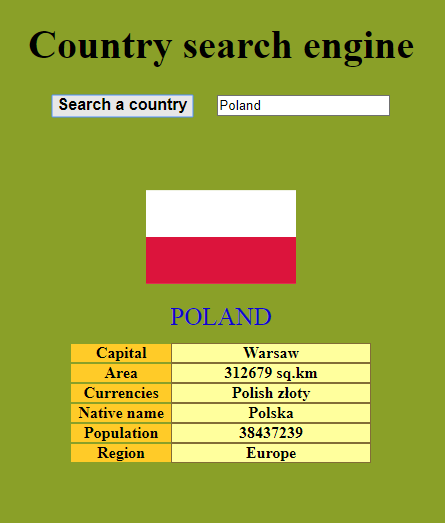 Country search engine
Search a country Poland
POLAND
Capital Warsaw
Area 312679 sq.km
Currencies Polish złoty
Native name Polska
Population 38437239
Region Europe